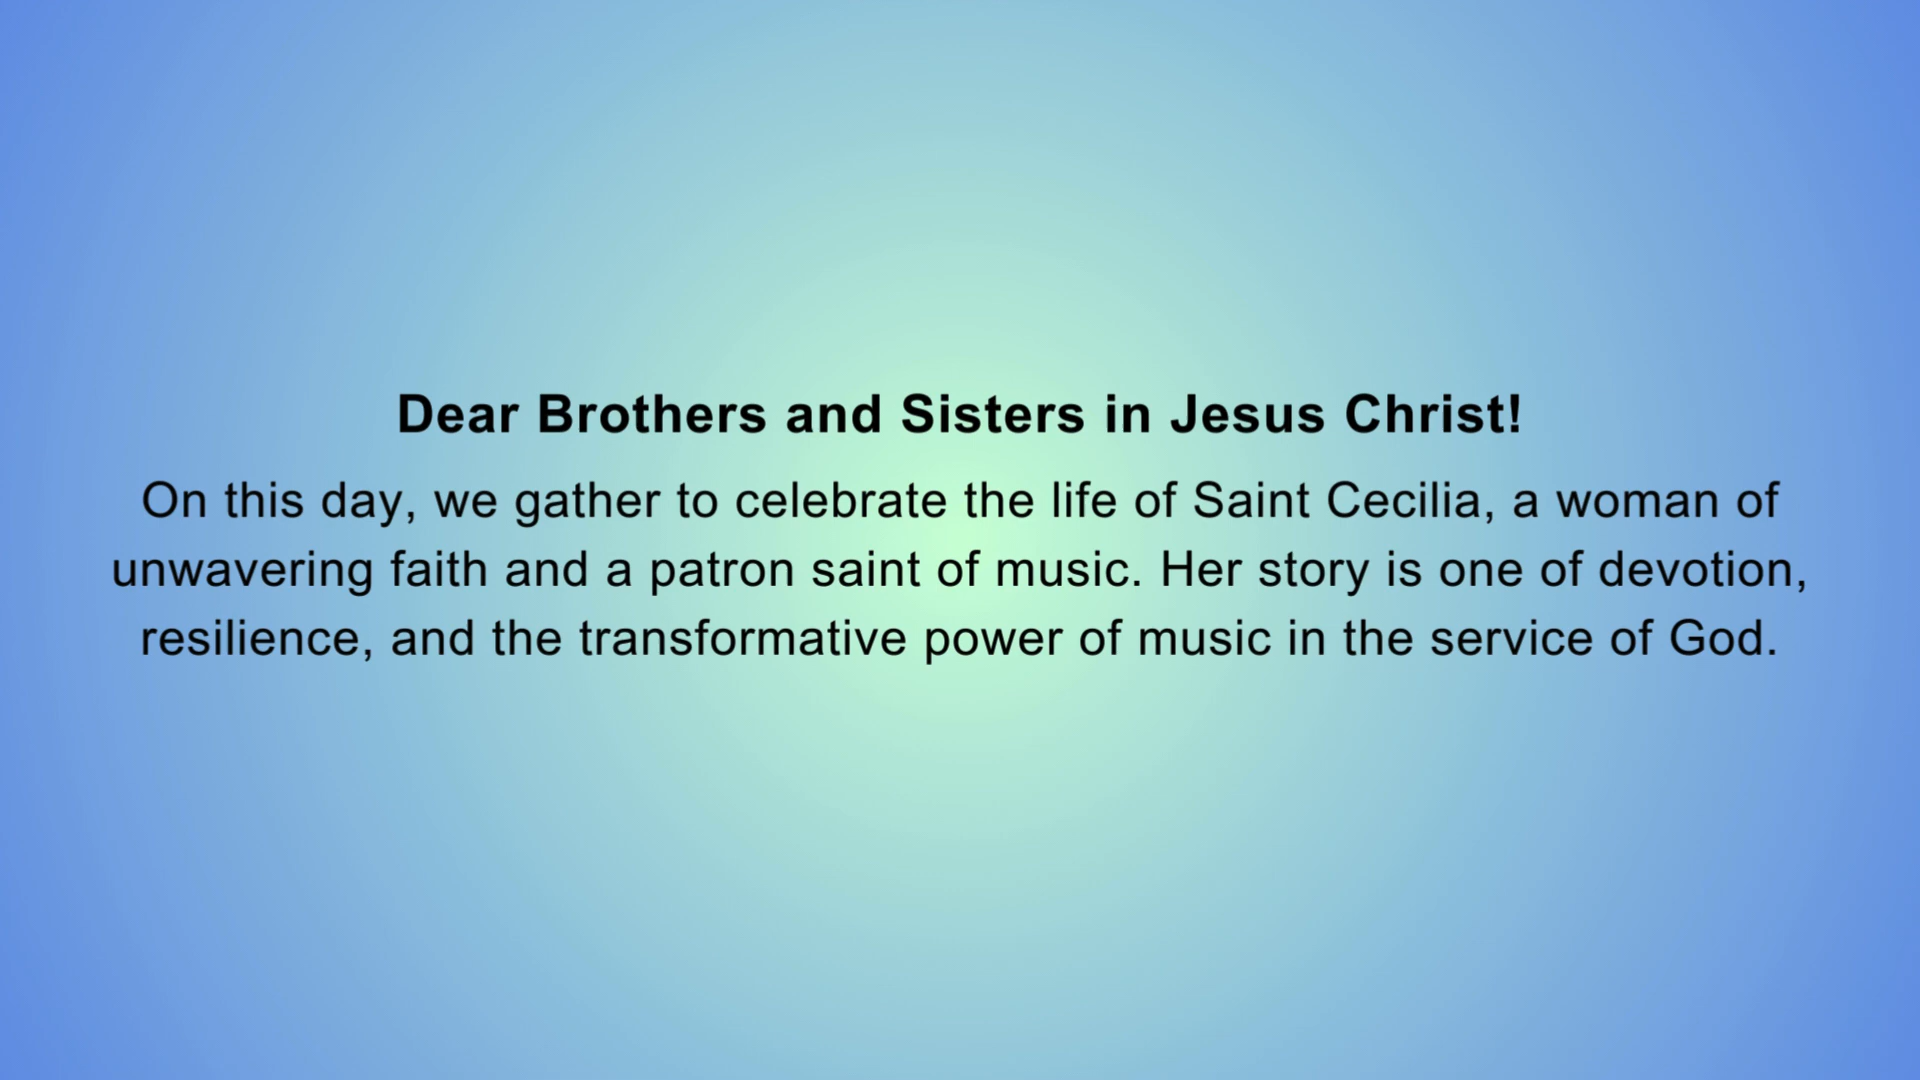 Dear Brothers and Sisters in Jesus Christ!
On this day, we gather to celebrate the life of Saint Cecilia, a woman of
unwavering faith and a patron saint of music. Her story is one of devotion,
resilience, and the transformative power of music in the service of God.